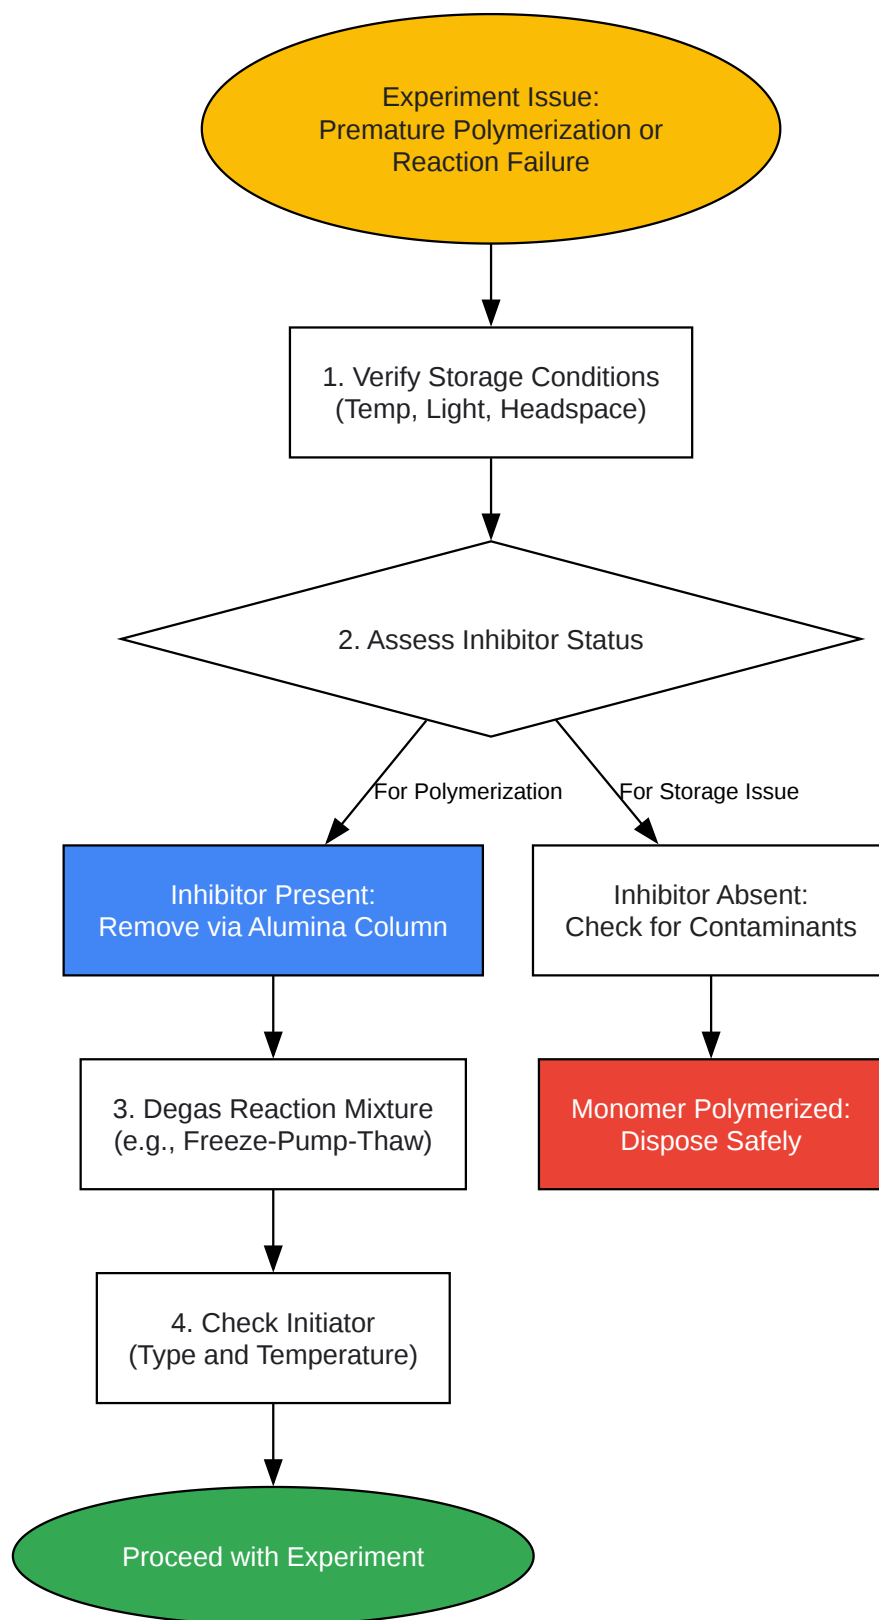 Experiment Issue:
Premature Polymerization or
Reaction Failure
1. Verify Storage Conditions
(Temp, Light, Headspace)
2. Assess Inhibitor Status
For Polymerization
For Storage Issue
Inhibitor Present:
Remove via Alumina Column
Inhibitor Absent:
Check for Contaminants
3. Degas Reaction Mixture
(e.g., Freeze-Pump-Thaw)
Monomer Polymerized:
Dispose Safely
4. Check Initiator
(Type and Temperature)
Proceed with Experiment